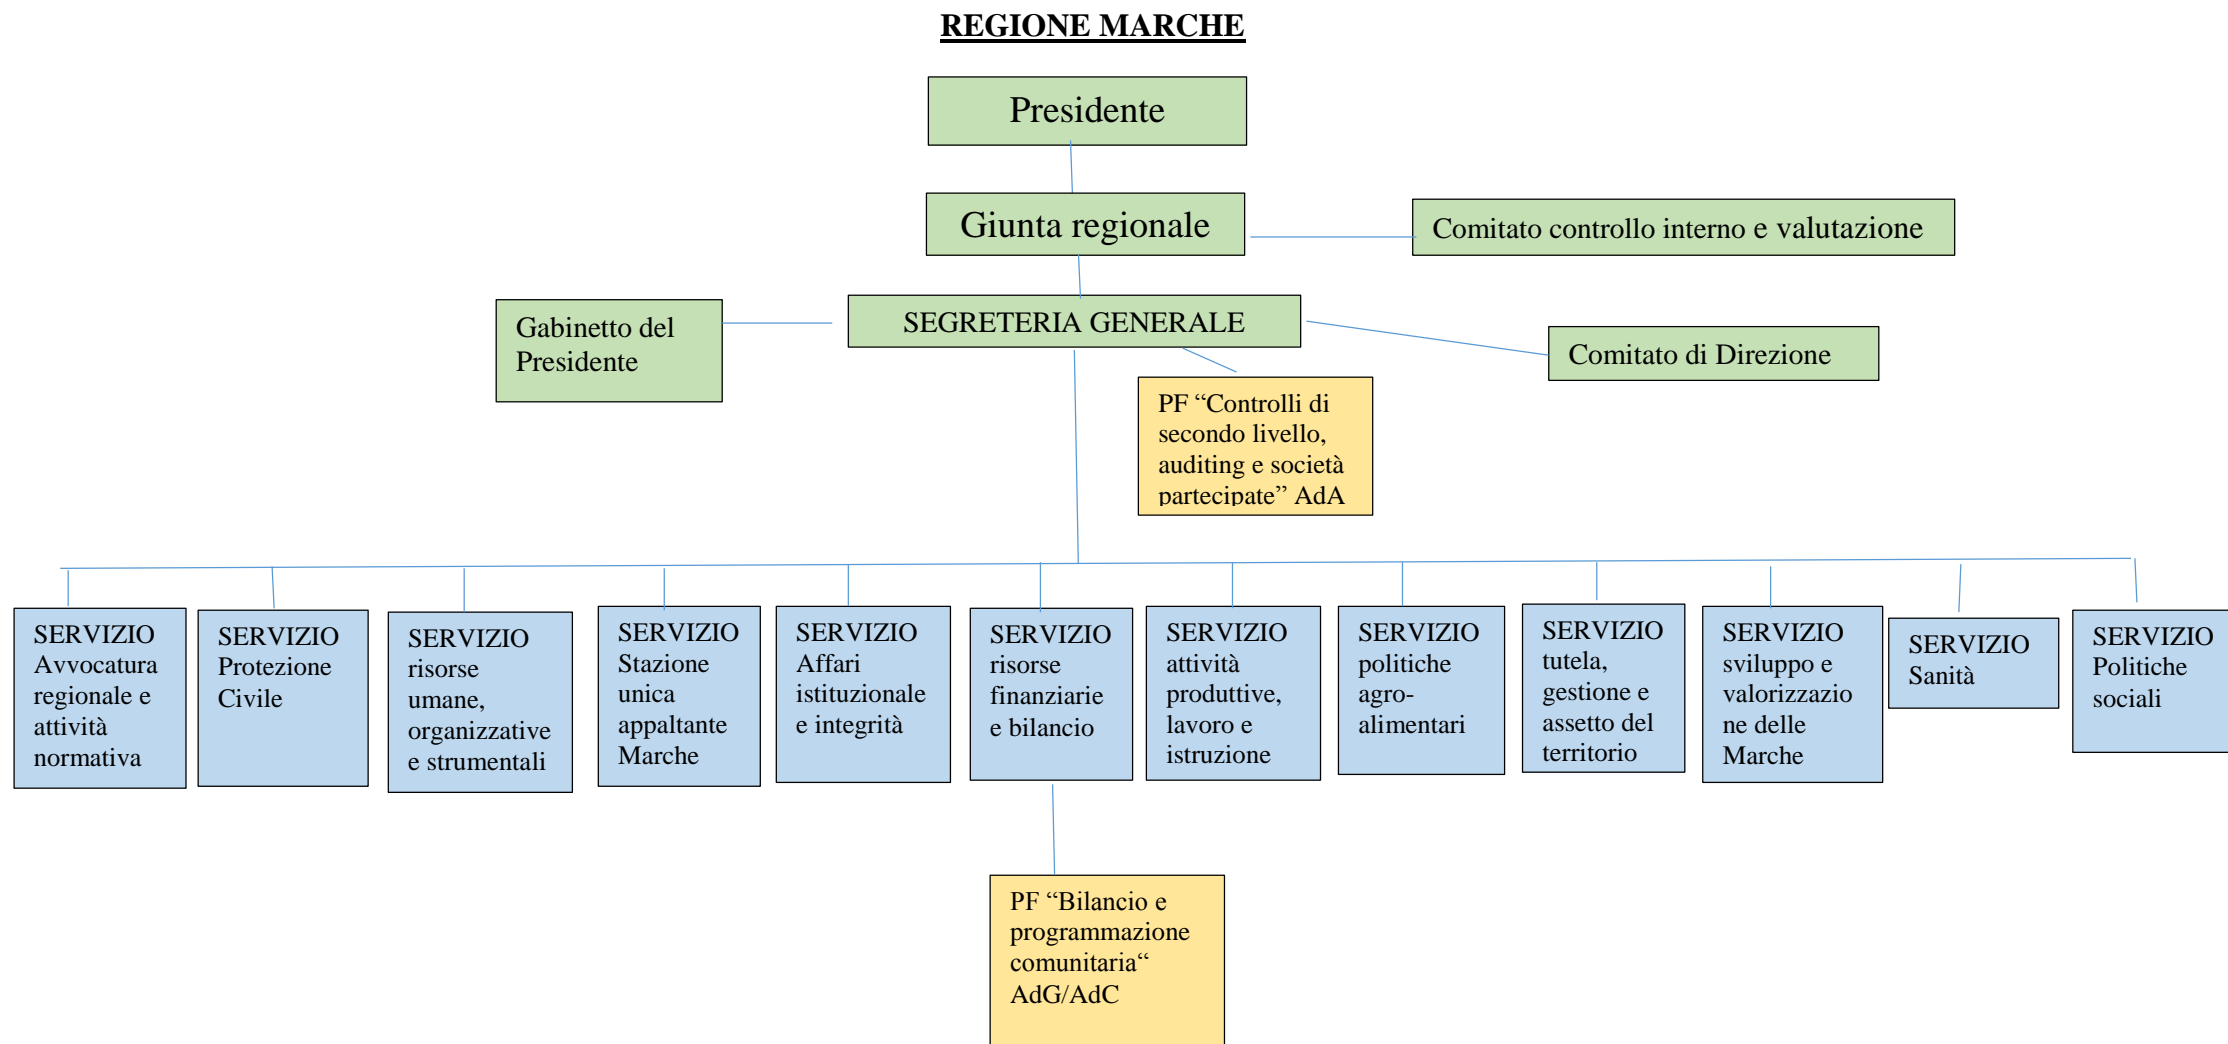 REGIONE MARCHE
Presidente
Giunta regionale
Comitato controllo interno e valutazione
Gabinetto del
Presidente
SEGRETERIA GENERALE
Comitato di Direzione
PF “Controlli di
secondo livello,
auditing e società
partecipate” AdA
SERVIZIO
Avvocatura
regionale e
attività
normativa
SERVIZIO
Protezione
Civile
SERVIZIO
risorse
umane,
organizzative
e strumentali
SERVIZIO
Stazione
unica
appaltante
Marche
SERVIZIO
Affari
istituzionale
e integrità
SERVIZIO
risorse
finanziarie
e bilancio
SERVIZIO
attività
produttive,
lavoro e
istruzione
SERVIZIO
politiche
agro-
alimentari
SERVIZIO
tutela,
gestione e
assetto del
territorio
SERVIZIO
sviluppo e
valorizzazio
ne delle
Marche
SERVIZIO
Sanità
SERVIZIO
Politiche
sociali
PF “Bilancio e
programmazione
comunitaria“
AdG/AdC